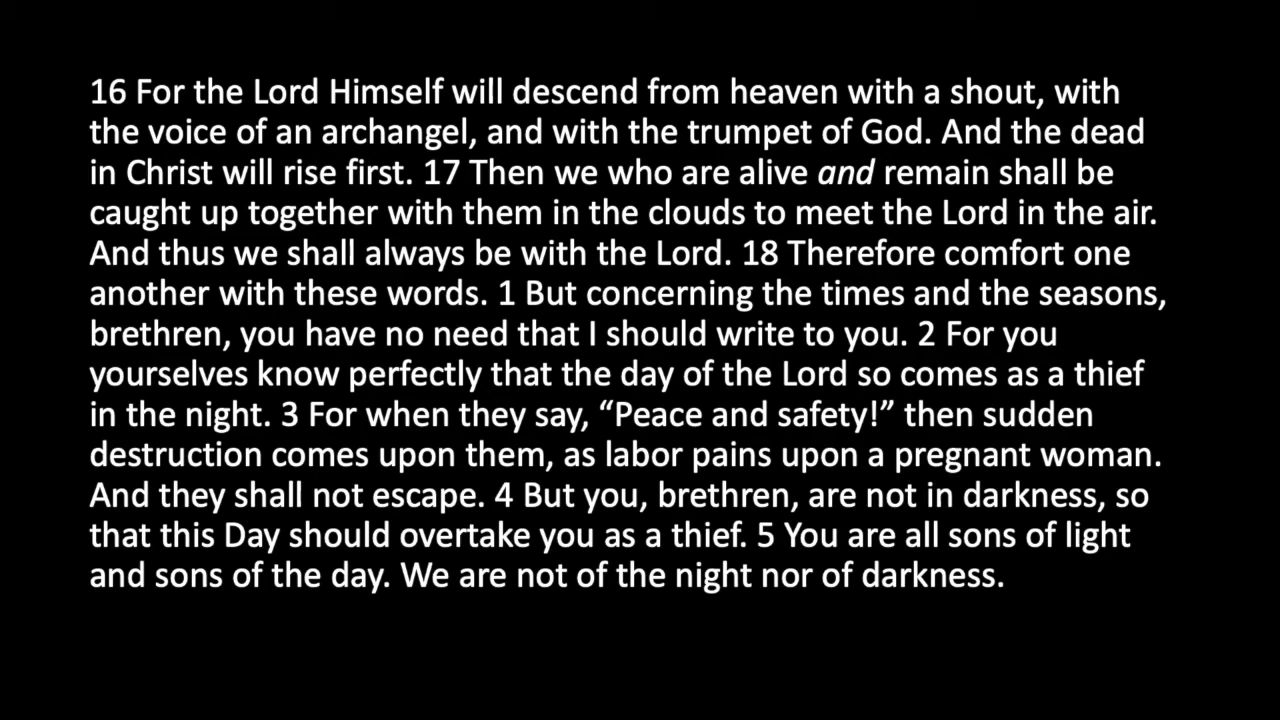 16 For the Lord Himself will descend from heaven with a shout, with
the voice of an archangel, and with the trumpet of God. And the dead
in Christ will rise first. 17 Then we who are alive and remain shall be
caught up together with them in the clouds to meet the Lord in the air.
And thus we shall always be with the Lord. 18 Therefore comfort one
another with these words. 1 But concerning the times and the seasons,
brethren, you have no need that I should write to you. 2 For you
yourselves know perfectly that the day of the Lord so comes as a thief
in the night. 3 For when they say, “Peace and safety!” then sudden
destruction comes upon them, as labor pains upon a pregnant woman.
And they shall not escape. 4 But you, brethren, are not in darkness, so
that this Day should overtake you as a thief. 5 You are all sons of light
and sons of the day. We are not of the night nor of darkness.